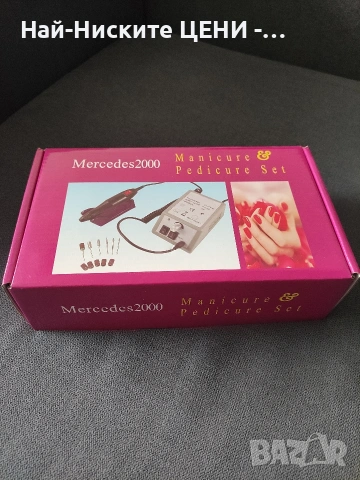 Най-Ниските ЦЕНИ -...
Mercedes2000
Manicure &
Pedicure Set
Mercedes2000
Manicure &
Pedicure Set
BAZAR